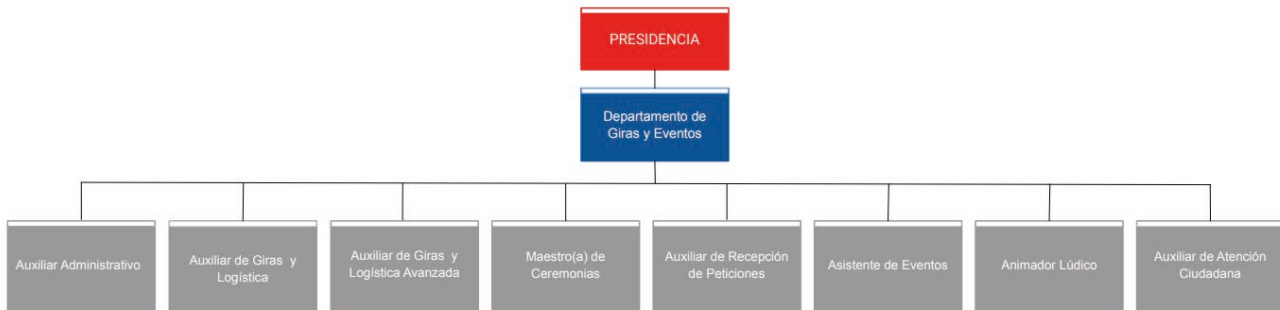 PRESIDENCIA
Departamento de
Giras y Eventos
Auxiliar Administrativo
Auxiliar de Giras y
Logística
Auxiliar de Giras y
Logística Avanzada
Maestro(a) de
Ceremonias
Auxiliar de Recepción
de Peticiones
Asistente de Eventos
Animador Lúdico
Auxiliar de Atención
Ciudadana